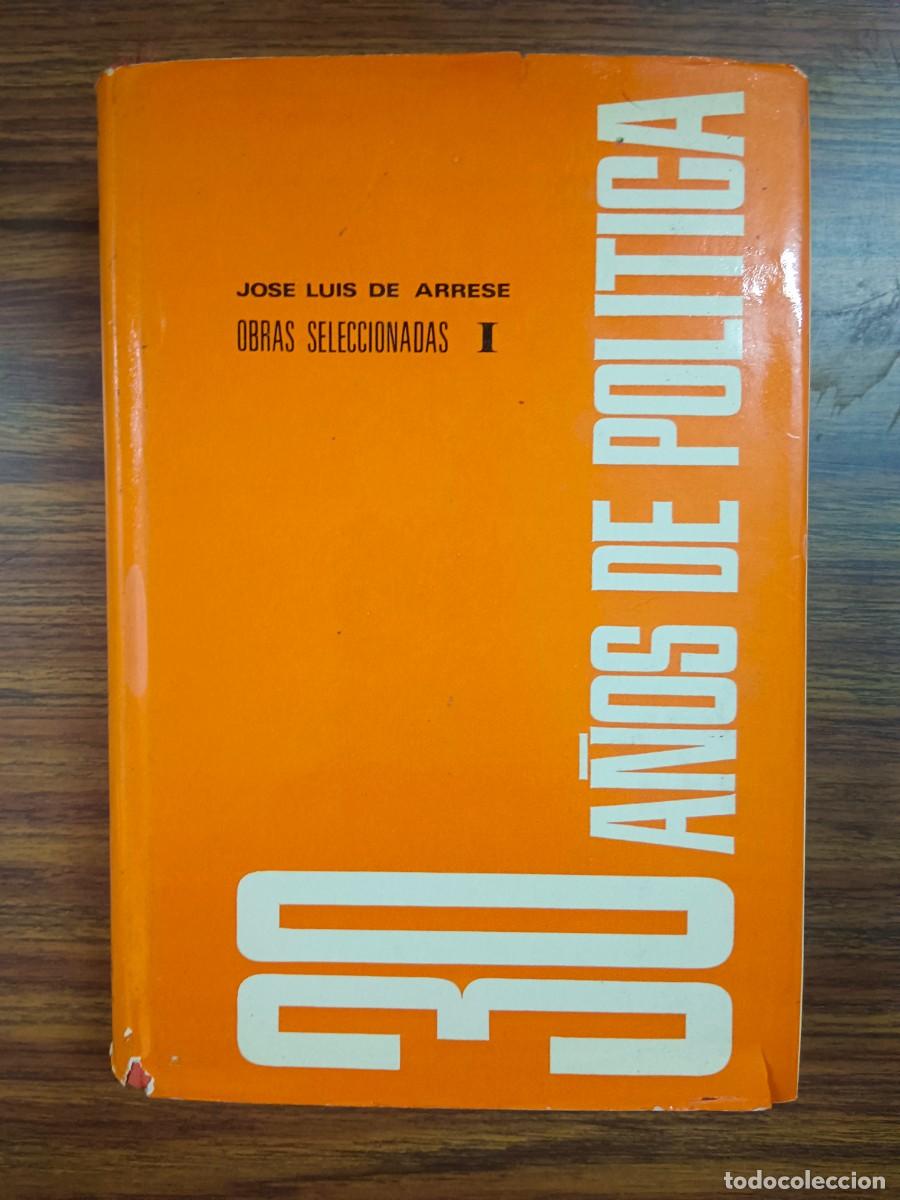 JOSE LUIS DE ARRESE
OBRAS SELECCIONADAS I
30 AÑOS DE POLITICA
todocoleccion